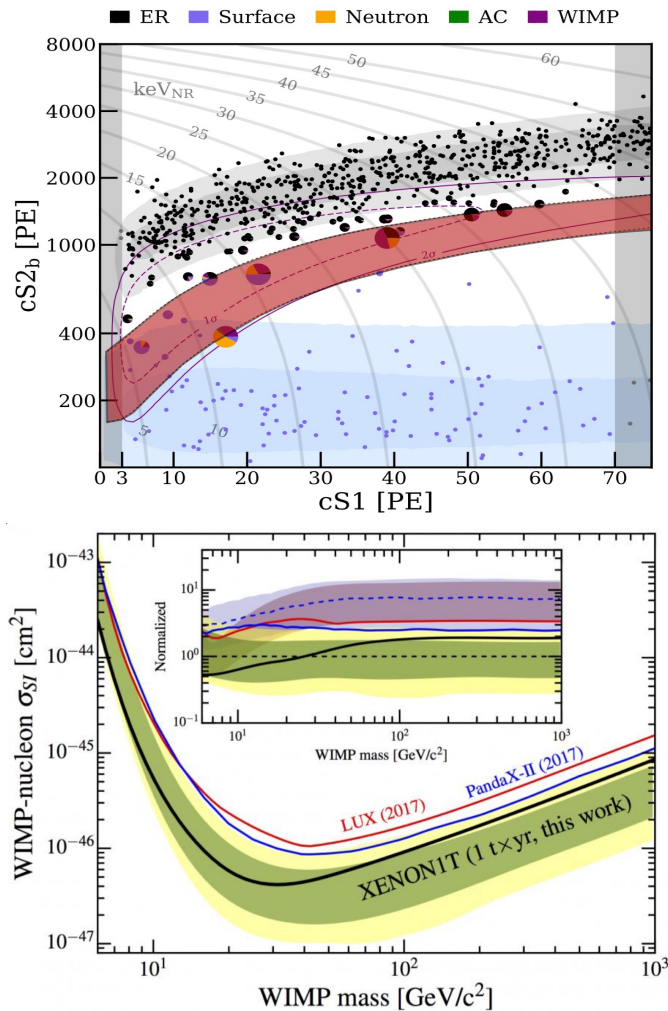 ER Surface Neutron AC WIMP
8000
4000
2000
1000
400
200
cS2b [PE]
keVNR
50
45
40
35
30
25
20
15
60
1σ
2σ
5
10
0 3 10 20 30 40 50 60 70
cS1 [PE]
10⁻⁴³
10⁻⁴⁴
10⁻⁴⁵
10⁻⁴⁶
10⁻⁴⁷
WIMP-nucleon σSI [cm²]
Normalized
10¹
10⁰
10⁻¹
10¹ 10² 10³
WIMP mass [GeV/c²]
LUX (2017)
PandaX-II (2017)
XENON1T (1 t×yr, this work)
10¹ 10² 10³
WIMP mass [GeV/c²]